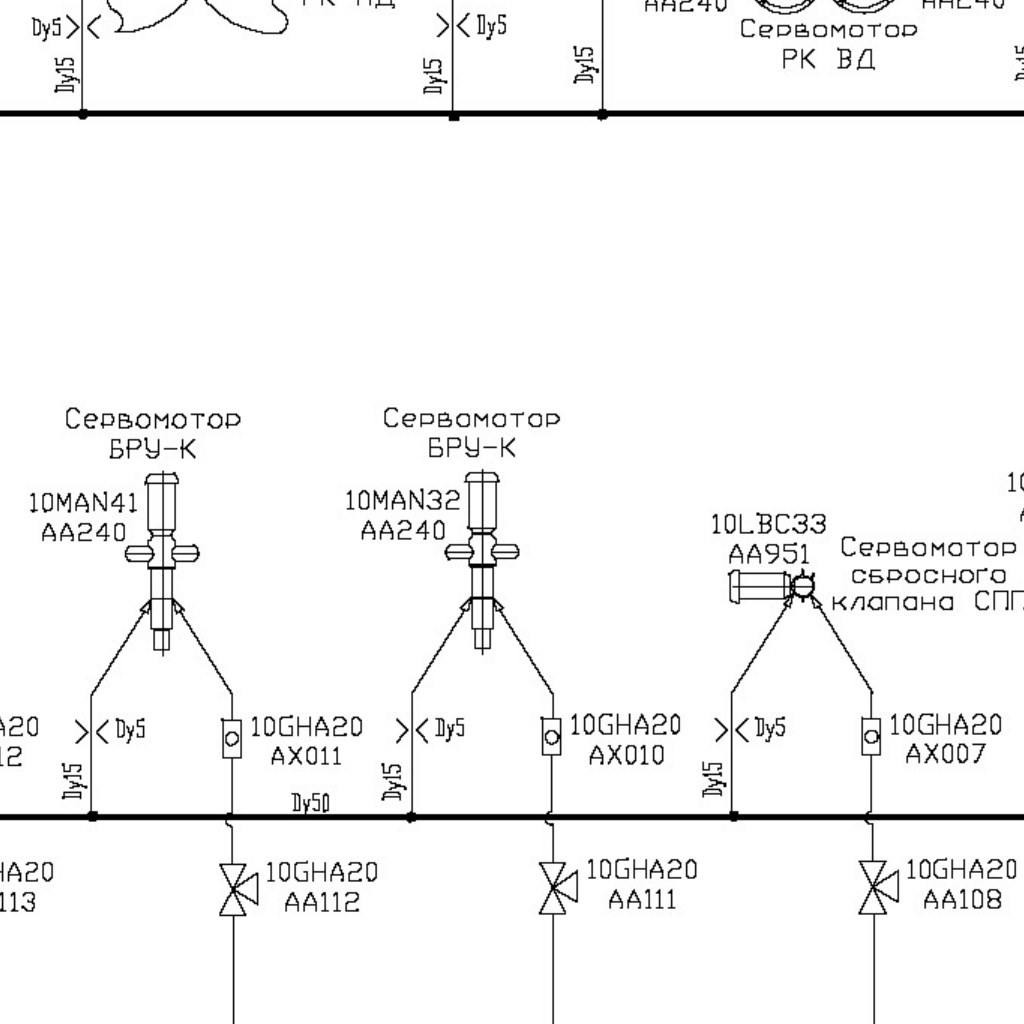 РК НД
Dy5
Dy5
AA240
AA240
Сервомотор
РК ВД
Dy15
Dy15
Dy15
Сервомотор
БРУ-К
10MAN41
AA240
Сервомотор
БРУ-К
10MAN32
AA240
10LBC33
AA951
Сервомотор
сбросного
клапана СПП
Dy5
10GHA20
AX011
Dy5
10GHA20
AX010
Dy5
10GHA20
AX007
Dy15
Dy50
Dy15
Dy15
10GHA20
AA112
10GHA20
AA111
10GHA20
AA108
A20
12
HA20
113